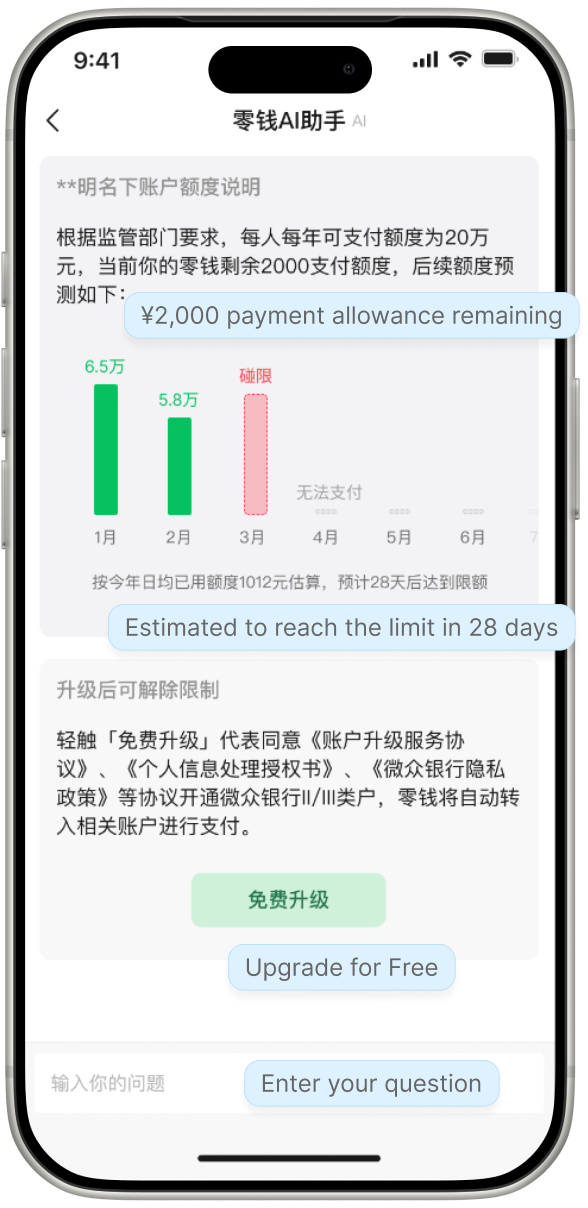 9:41
零钱AI助手 AI
**明名下账户额度说明
根据监管部门要求，每人每年可支付额度为20万
元，当前你的零钱剩余2000支付额度，后续额度预
测如下：
¥2,000 payment allowance remaining
6.5万
5.8万
碰限
无法支付
1月 2月 3月 4月 5月 6月 7
按今年日均已用额度1012元估算，预计28天后达到限额
Estimated to reach the limit in 28 days
升级后可解除限制
轻触「免费升级」代表同意《账户升级服务协
议》、《个人信息处理授权书》、《微众银行隐私
政策》等协议开通微众银行II/III类户，零钱将自动转
入相关账户进行支付。
免费升级
Upgrade for Free
输入你的问题
Enter your question